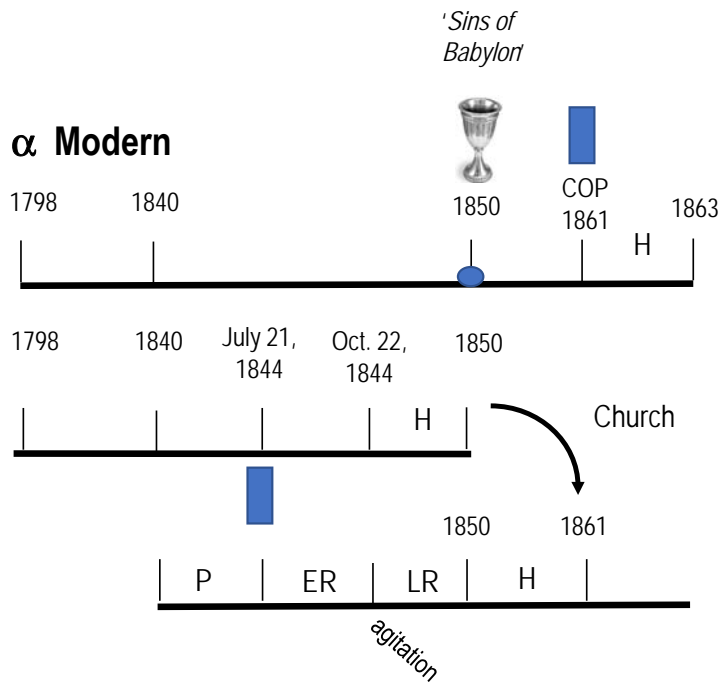 'Sins of
Babylon'
α Modern
1798
1840
1850
COP
1861
H
1863
1798
1840
July 21,
1844
Oct. 22,
1844
H
1850
Church
1850
1861
P
ER
LR
H
agitation